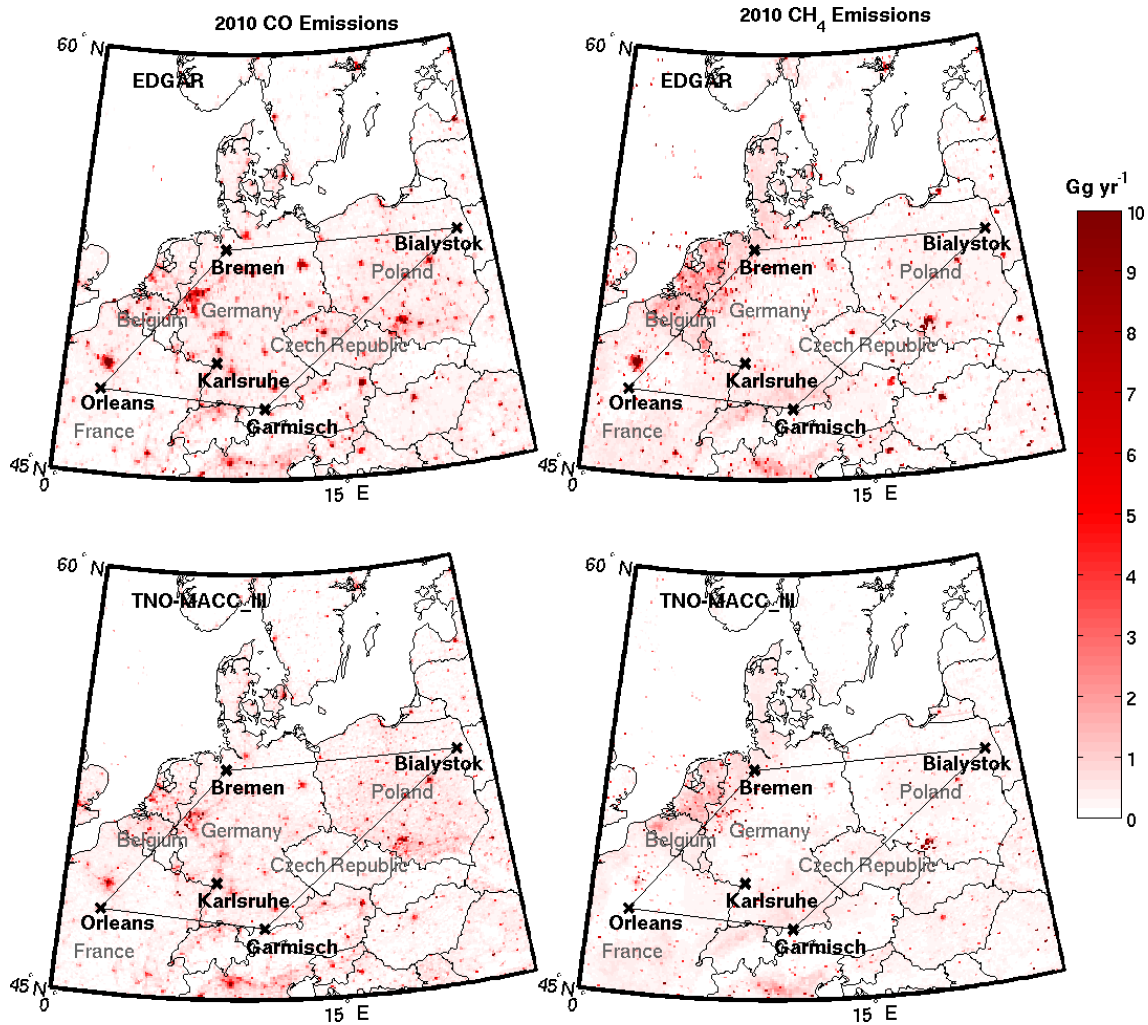 2010 CO Emissions
2010 CH4 Emissions
60° N
EDGAR
Bialystok
Bremen
Poland
Belgium
Germany
Czech Republic
Karlsruhe
Orleans
Garmisch
France
45° N
0
15° E
60° N
EDGAR
Bialystok
Bremen
Poland
Belgium
Germany
Czech Republic
Karlsruhe
Orleans
Garmisch
France
45° N
0
15° E
Gg yr-1
10
9
8
7
6
5
4
3
2
1
0
60° N
TNO-MACC_III
Bialystok
Bremen
Poland
Belgium
Germany
Czech Republic
Karlsruhe
Orleans
Garmisch
France
45° N
0
15° E
60° N
TNO-MACC_III
Bialystok
Bremen
Poland
Belgium
Germany
Czech Republic
Karlsruhe
Orleans
Garmisch
France
45° N
0
15° E